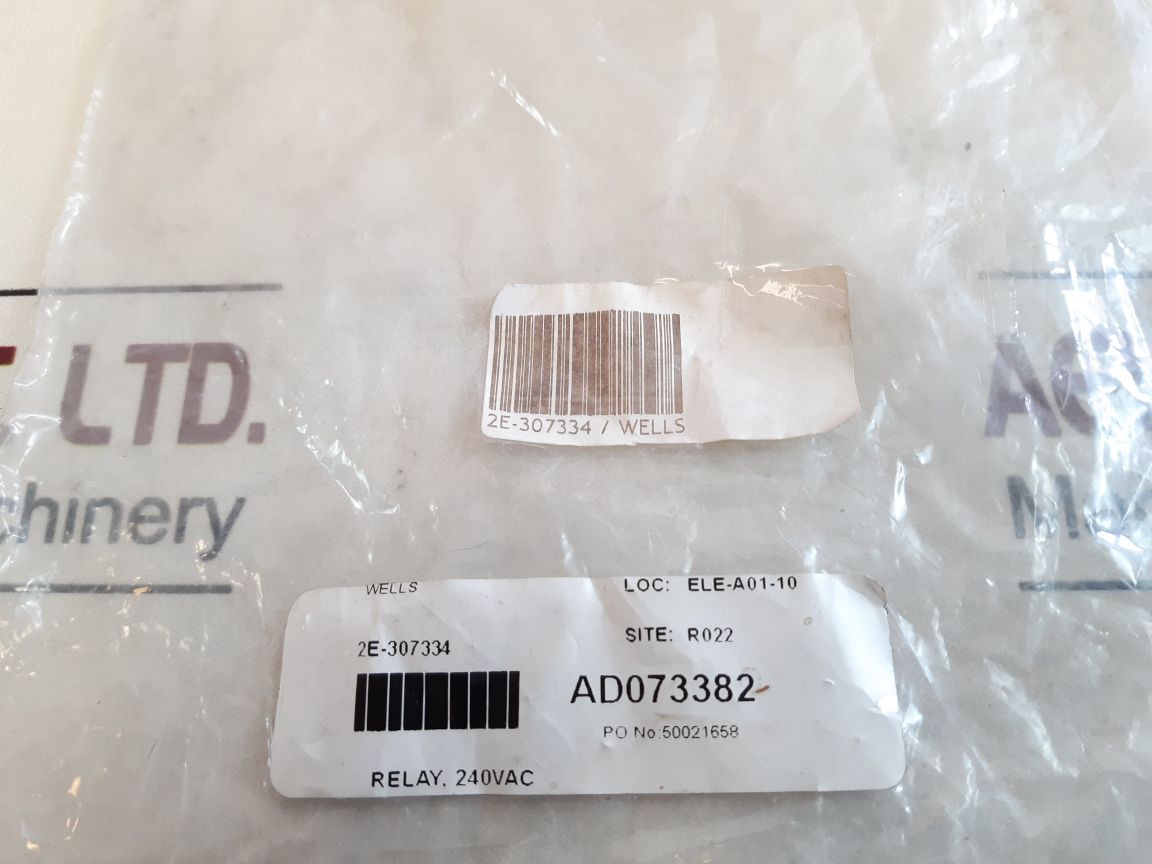 LTD.
chinery
2E-307334 / WELLS
WELLS
LOC: ELE-A01-10
2E-307334
SITE: R022
AD073382
PO No:50021658
RELAY, 240VAC